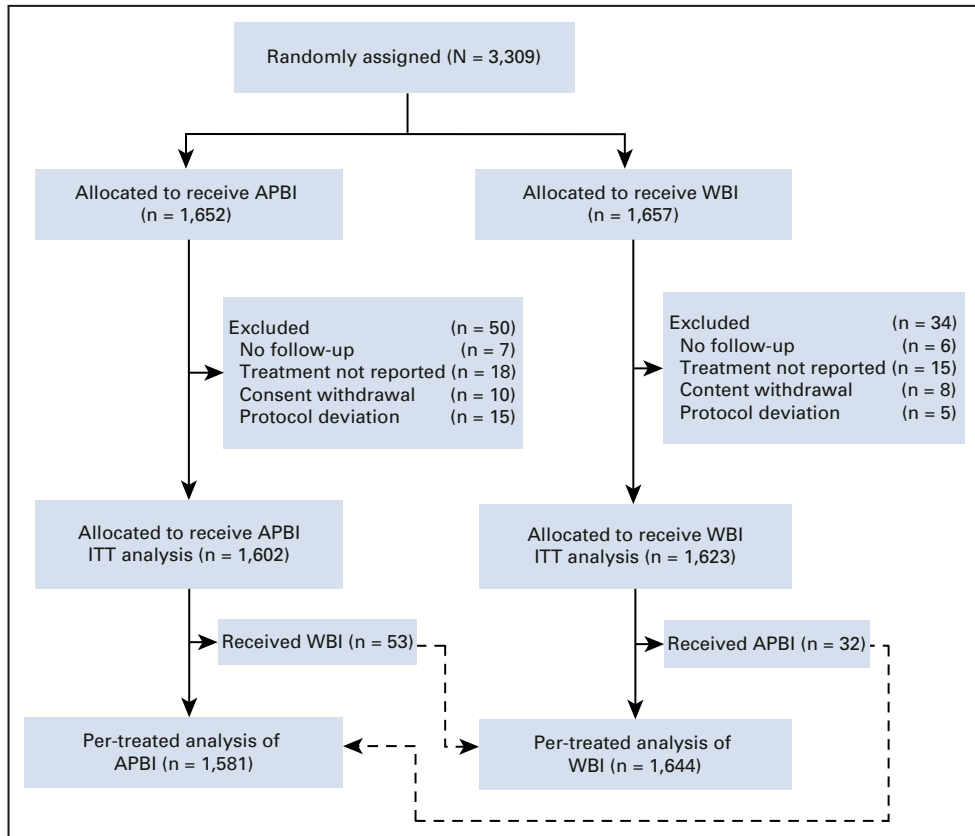 Randomly assigned (N = 3,309)
Allocated to receive APBI
(n = 1,652)
Allocated to receive WBI
(n = 1,657)
Excluded (n = 50)
No follow-up (n = 7)
Treatment not reported (n = 18)
Consent withdrawal (n = 10)
Protocol deviation (n = 15)
Excluded (n = 34)
No follow-up (n = 6)
Treatment not reported (n = 15)
Content withdrawal (n = 8)
Protocol deviation (n = 5)
Allocated to receive APBI
ITT analysis (n = 1,602)
Allocated to receive WBI
ITT analysis (n = 1,623)
Received WBI (n = 53)
Received APBI (n = 32)
Per-treated analysis of
APBI (n = 1,581)
Per-treated analysis of
WBI (n = 1,644)